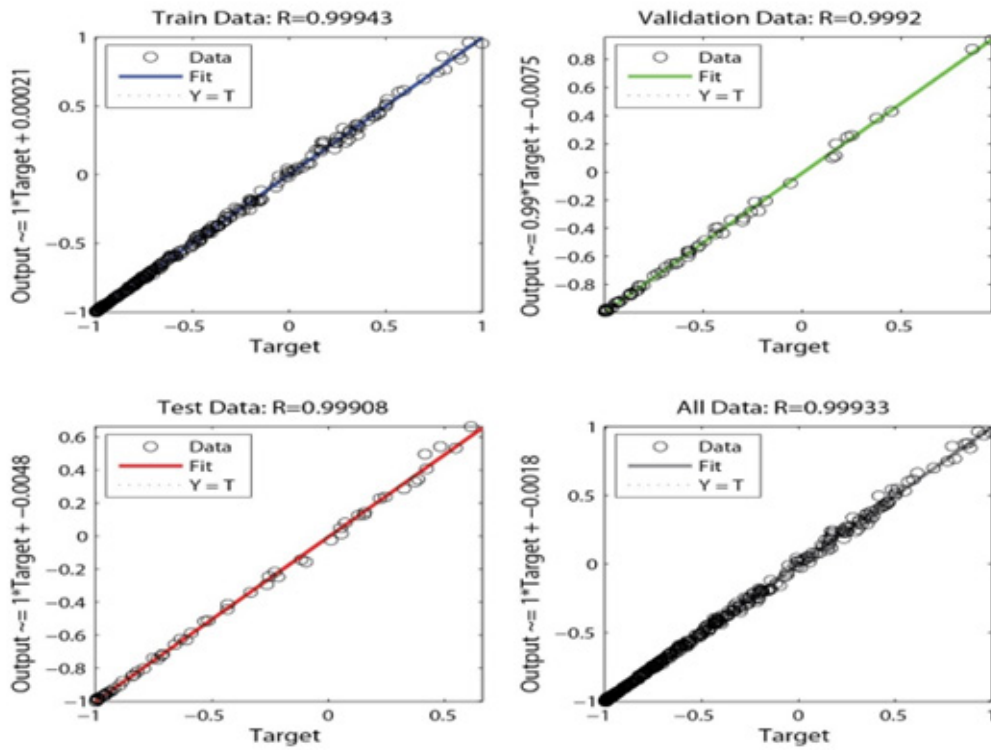 Train Data: R=0.99943
Output ~= 1*Target + 0.00021
Data
Fit
Y = T
1
0.5
0
−0.5
−1
−1
−0.5
0
0.5
1
Target
Validation Data: R=0.9992
Output ~= 0.99*Target + −0.0075
Data
Fit
Y = T
0.8
0.6
0.4
0.2
0
−0.2
−0.4
−0.6
−0.8
−0.5
0
0.5
Target
Test Data: R=0.99908
Output ~= 1*Target + −0.0048
Data
Fit
Y = T
0.6
0.4
0.2
0
−0.2
−0.4
−0.6
−0.8
−1
−1
−0.5
0
0.5
Target
All Data: R=0.99933
Output ~= 1*Target + −0.0018
Data
Fit
Y = T
1
0.5
0
−0.5
−1
−1
−0.5
0
0.5
1
Target